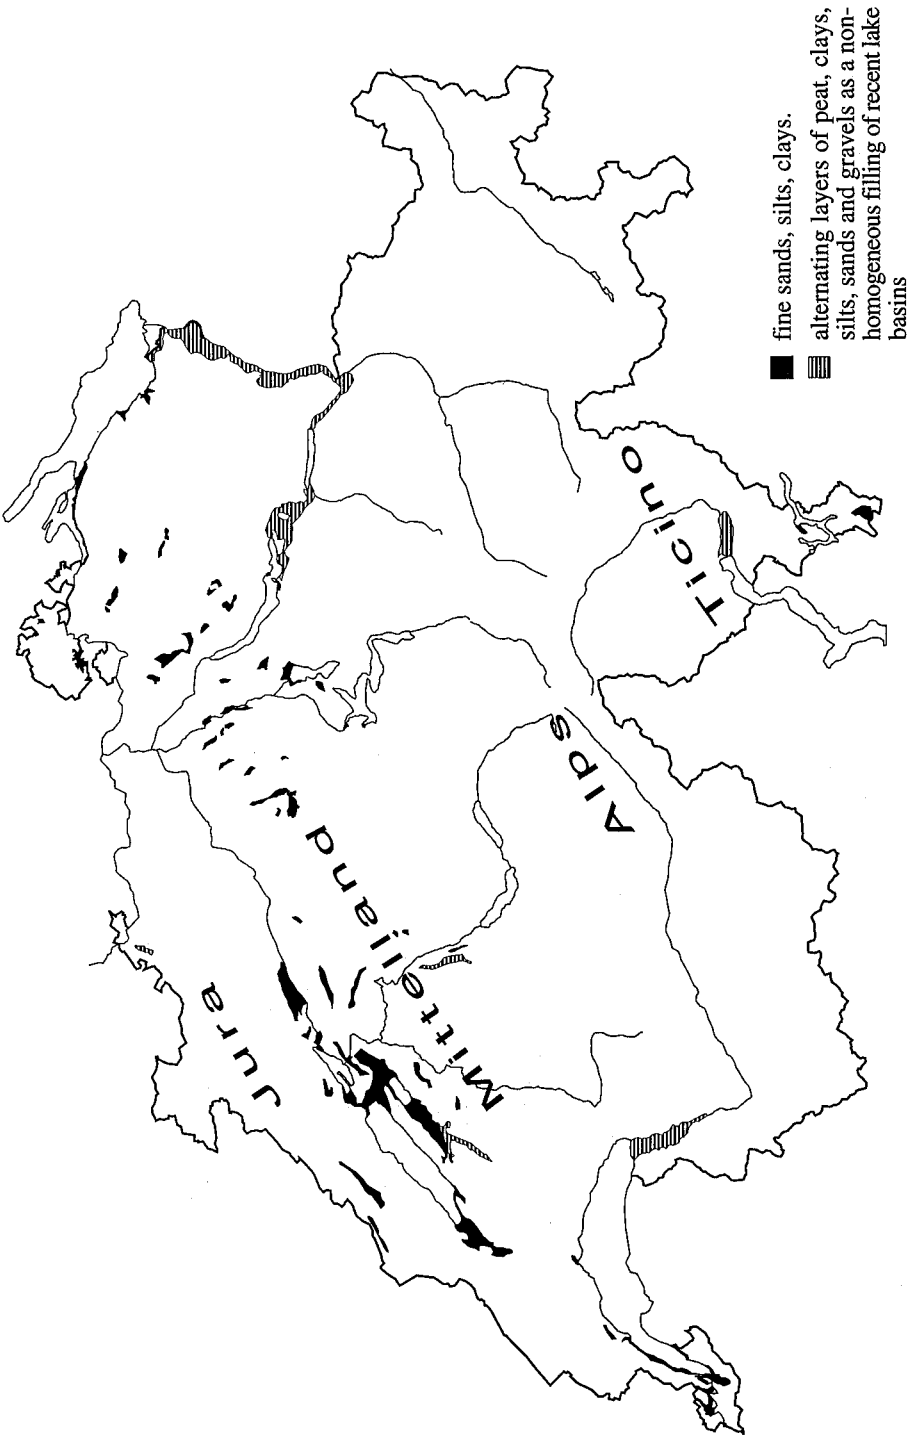 Jura
Mittelland
Alps
Ticino
fine sands, silts, clays.
alternating layers of peat, clays,
silts, sands and gravels as a non-
homogeneous filling of recent lake
basins